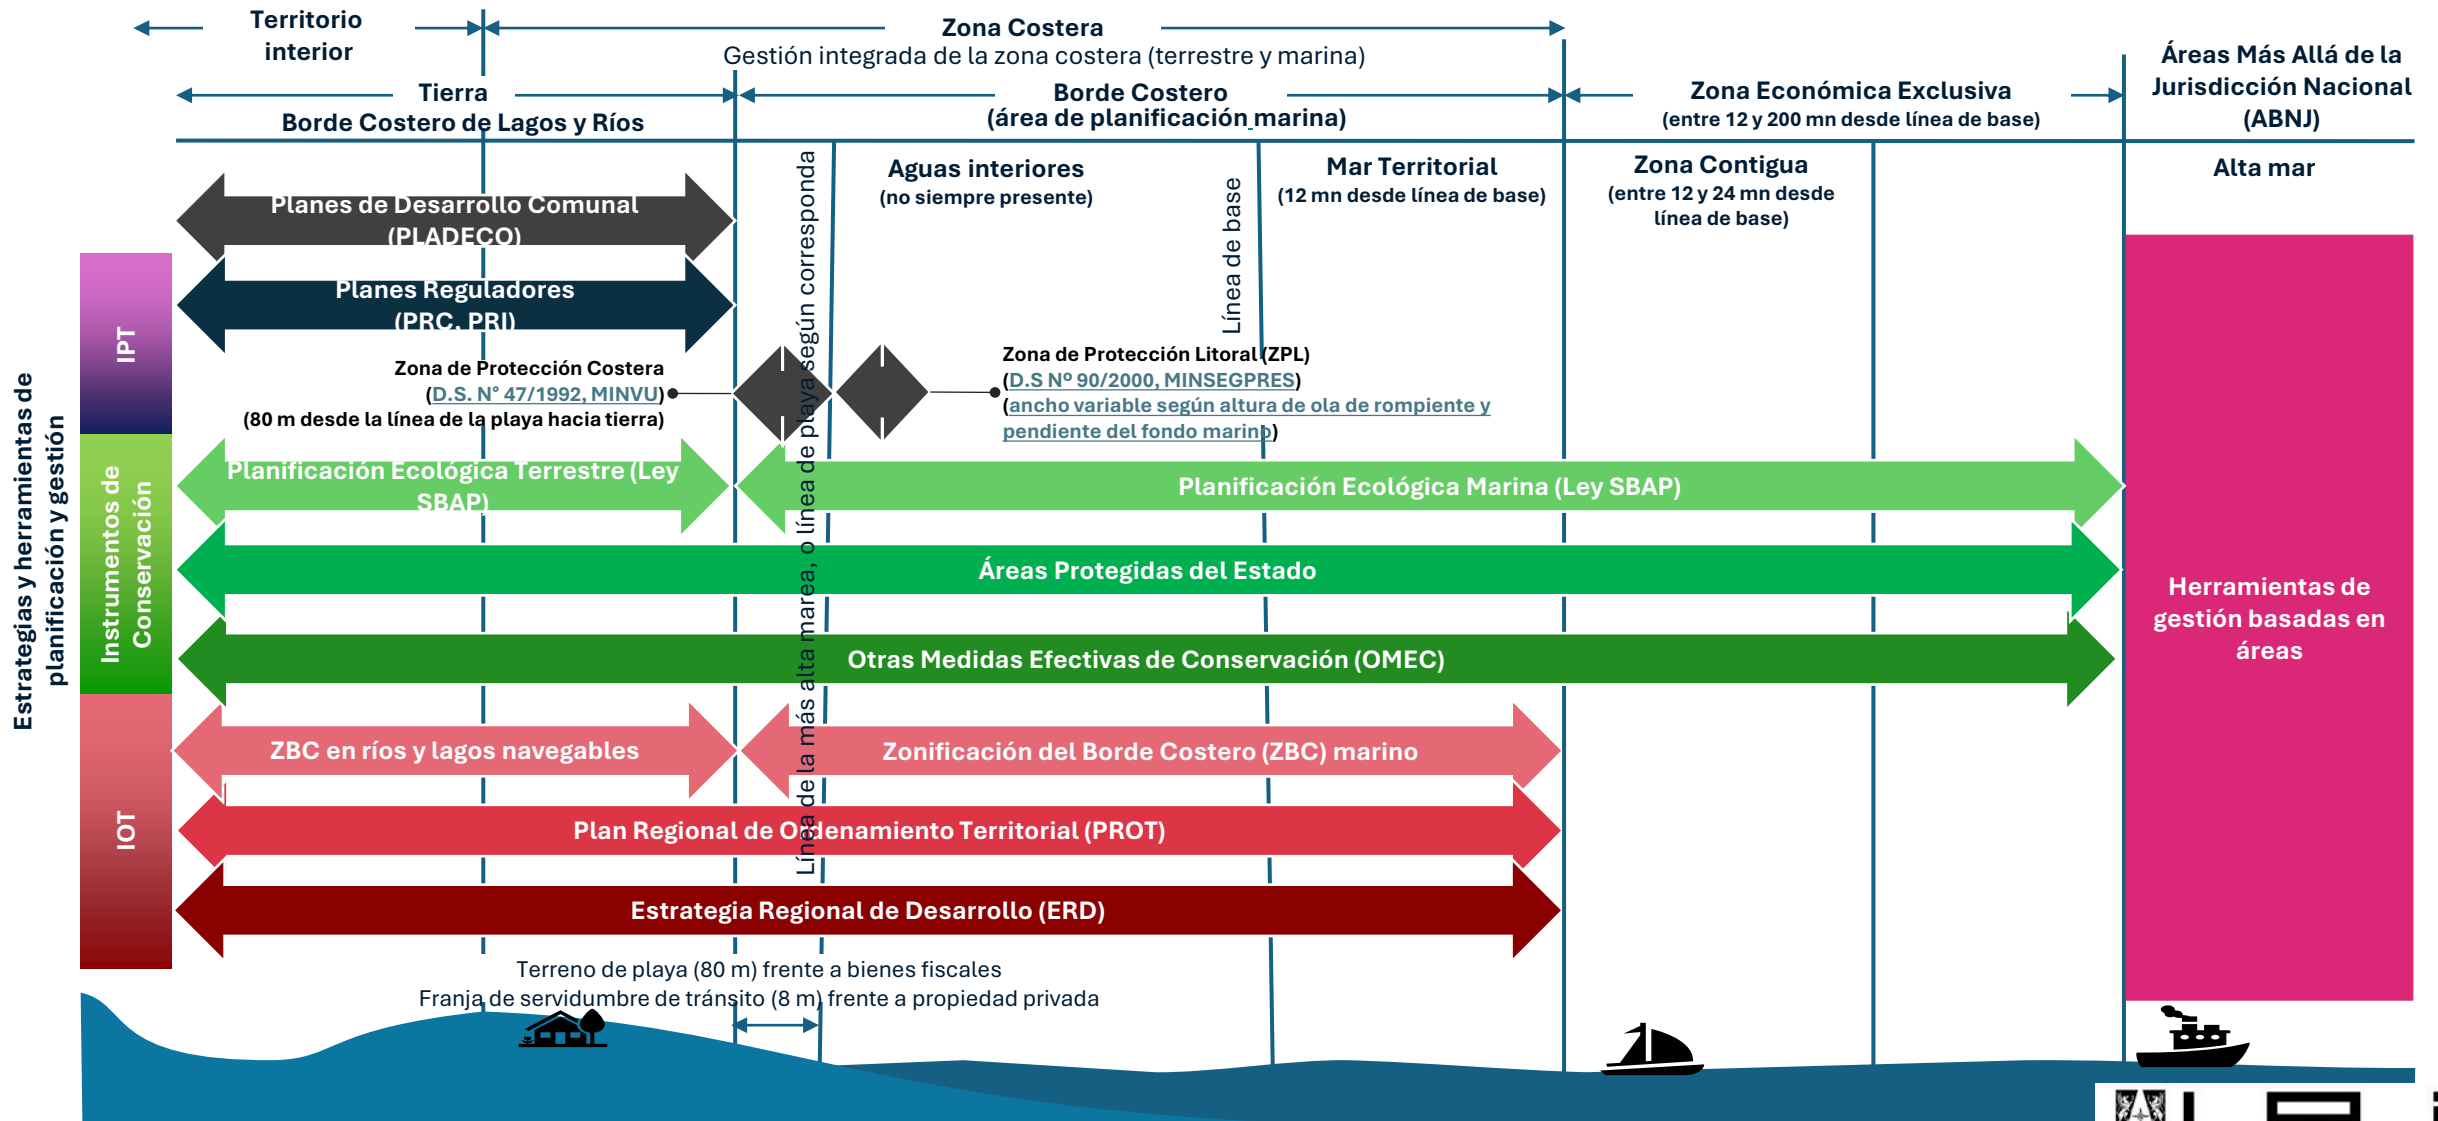 Territorio
interior
Zona Costera
Gestión integrada de la zona costera (terrestre y marina)
Tierra
Borde Costero de Lagos y Ríos
Borde Costero
(área de planificación marina)
Zona Económica Exclusiva
(entre 12 y 200 mn desde línea de base)
Áreas Más Allá de la
Jurisdicción Nacional
(ABNJ)
Aguas interiores
(no siempre presente)
Mar Territorial
(12 mn desde línea de base)
Zona Contigua
(entre 12 y 24 mn desde
línea de base)
Alta mar
Línea de la más alta marea, o línea de playa según corresponda
Línea de base
Estrategias y herramientas de
planificación y gestión
IPT
Planes de Desarrollo Comunal
(PLADECO)
Planes Reguladores
(PRC, PRI)
Zona de Protección Costera
(D.S. N° 47/1992, MINVU)
(80 m desde la línea de la playa hacia tierra)
Zona de Protección Litoral (ZPL)
(D.S Nº 90/2000, MINSEGPRES)
(ancho variable según altura de ola de rompiente y
pendiente del fondo marino)
Instrumentos de
Conservación
Planificación Ecológica Terrestre (Ley
SBAP)
Planificación Ecológica Marina (Ley SBAP)
Áreas Protegidas del Estado
Otras Medidas Efectivas de Conservación (OMEC)
Herramientas de
gestión basadas en
áreas
IOT
ZBC en ríos y lagos navegables
Zonificación del Borde Costero (ZBC) marino
Plan Regional de Ordenamiento Territorial (PROT)
Estrategia Regional de Desarrollo (ERD)
Terreno de playa (80 m) frente a bienes fiscales
Franja de servidumbre de tránsito (8 m) frente a propiedad privada